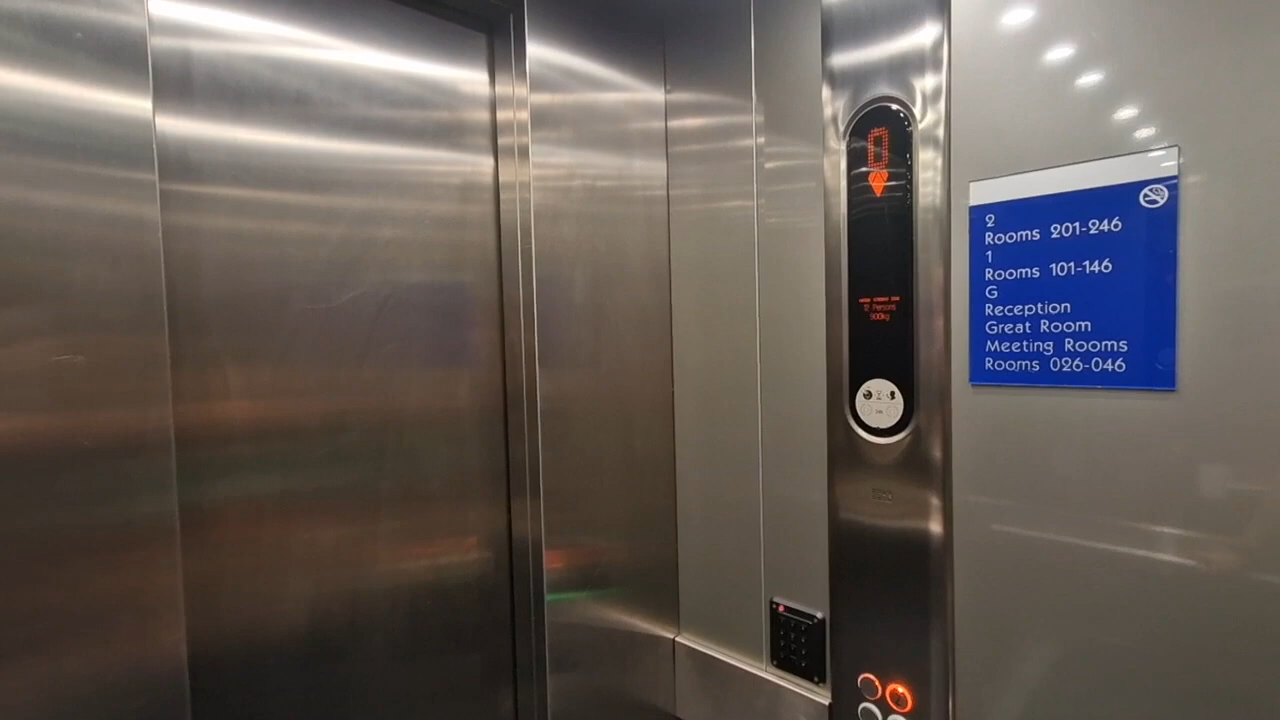 0
12 Persons
900kg
2
Rooms 201-246
1
Rooms 101-146
G
Reception
Great Room
Meeting Rooms
Rooms 026-046